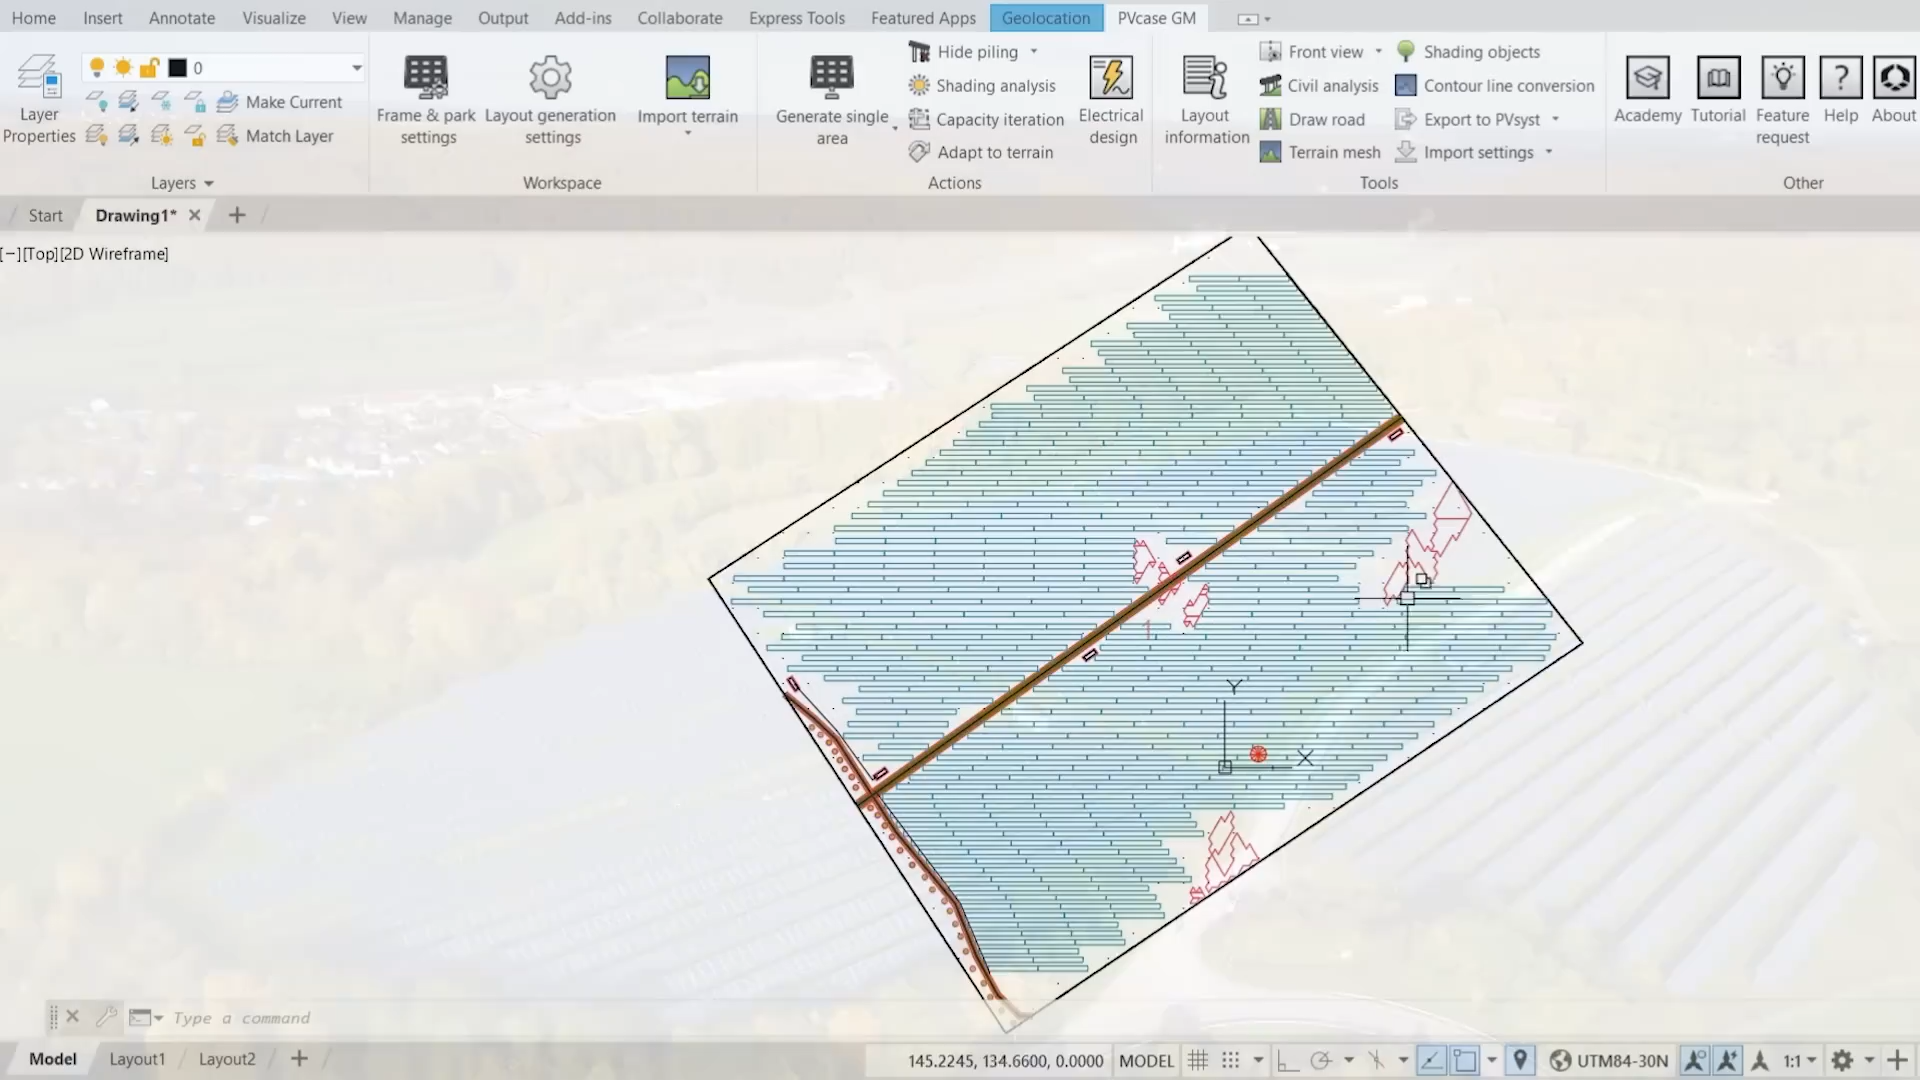 Home Insert Annotate Visualize View Manage Output Add-ins Collaborate Express Tools Featured Apps Geolocation PVcase GM
0
Make Current
Match Layer
Layer Properties
Layers
Frame & park settings
Layout generation settings
Import terrain
Workspace
Generate single area
Hide piling
Shading analysis
Capacity iteration
Adapt to terrain
Electrical design
Actions
Layout information
Front view
Civil analysis
Draw road
Terrain mesh
Shading objects
Contour line conversion
Export to PVsyst
Import settings
Tools
Academy
Tutorial
Feature request
Help
About
Other
Start Drawing1*
[−][Top][2D Wireframe]
1
Y
X
Type a command
Model Layout1 Layout2
145.2245, 134.6600, 0.0000 MODEL UTM84-30N 1:1